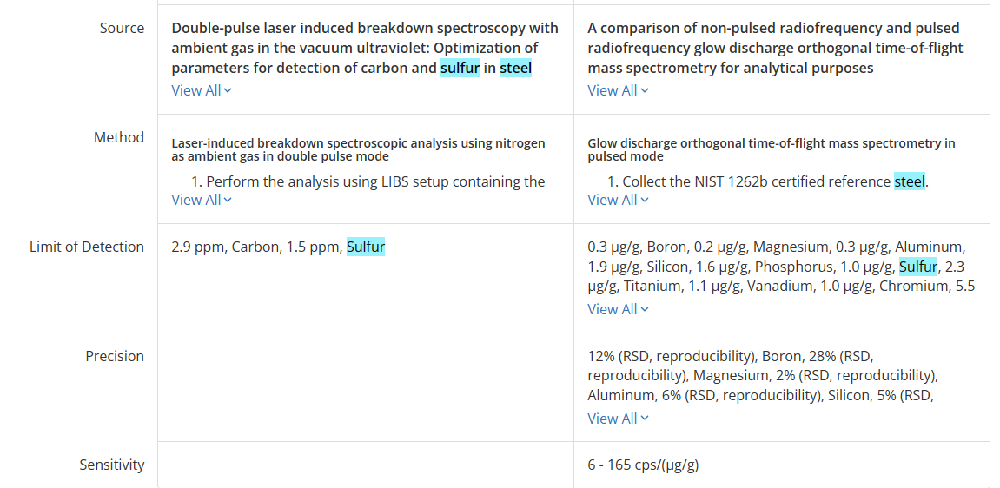 Source
Double-pulse laser induced breakdown spectroscopy with
ambient gas in the vacuum ultraviolet: Optimization of
parameters for detection of carbon and sulfur in steel
View All
A comparison of non-pulsed radiofrequency and pulsed
radiofrequency glow discharge orthogonal time-of-flight
mass spectrometry for analytical purposes
View All
Method
Laser-induced breakdown spectroscopic analysis using nitrogen
as ambient gas in double pulse mode
1. Perform the analysis using LIBS setup containing the
View All
Glow discharge orthogonal time-of-flight mass spectrometry in
pulsed mode
1. Collect the NIST 1262b certified reference steel.
View All
Limit of Detection
2.9 ppm, Carbon, 1.5 ppm, Sulfur
0.3 µg/g, Boron, 0.2 µg/g, Magnesium, 0.3 µg/g, Aluminum,
1.9 µg/g, Silicon, 1.6 µg/g, Phosphorus, 1.0 µg/g, Sulfur, 2.3
µg/g, Titanium, 1.1 µg/g, Vanadium, 1.0 µg/g, Chromium, 5.5
View All
Precision
12% (RSD, reproducibility), Boron, 28% (RSD,
reproducibility), Magnesium, 2% (RSD, reproducibility),
Aluminum, 6% (RSD, reproducibility), Silicon, 5% (RSD,
View All
Sensitivity
6 - 165 cps/(µg/g)